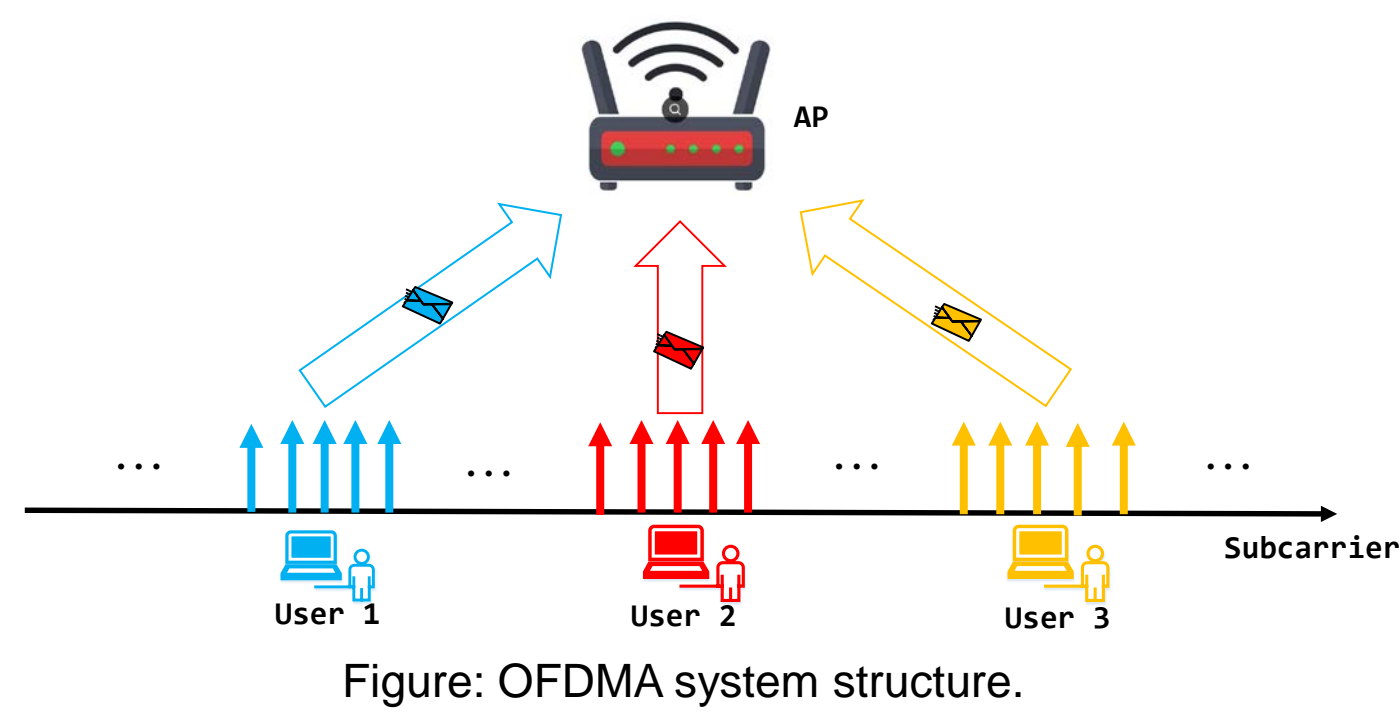 AP
... ... ... ...
Subcarrier
User 1 User 2 User 3
Figure: OFDMA system structure.